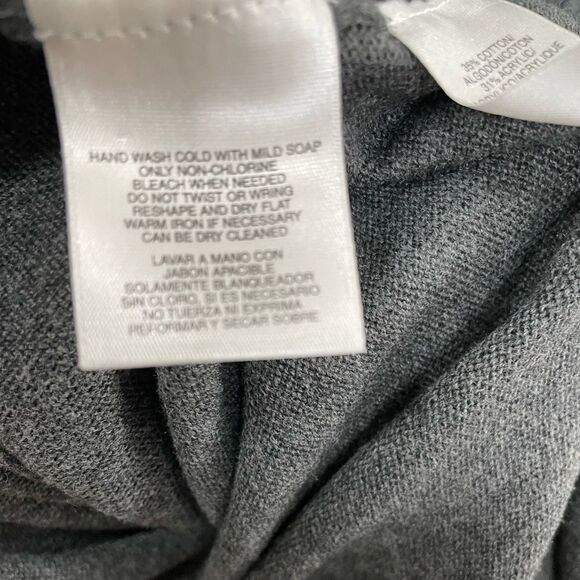 HAND WASH COLD WITH MILD SOAP
ONLY NON-CHLORINE
BLEACH WHEN NEEDED
DO NOT TWIST OR WRING
RESHAPE AND DRY FLAT
WARM IRON IF NECESSARY
CAN BE DRY CLEANED
LAVAR A MANO CON
JABON APACIBLE
SOLAMENTE BLANQUEADOR
SIN CLORO, SI ES NECESARIO
NO TUERZA NI EXPRIMA
REFORMAR Y SECAR SOBRE
COTTON/
ALGODON/COTON
31% ACRYLIC/